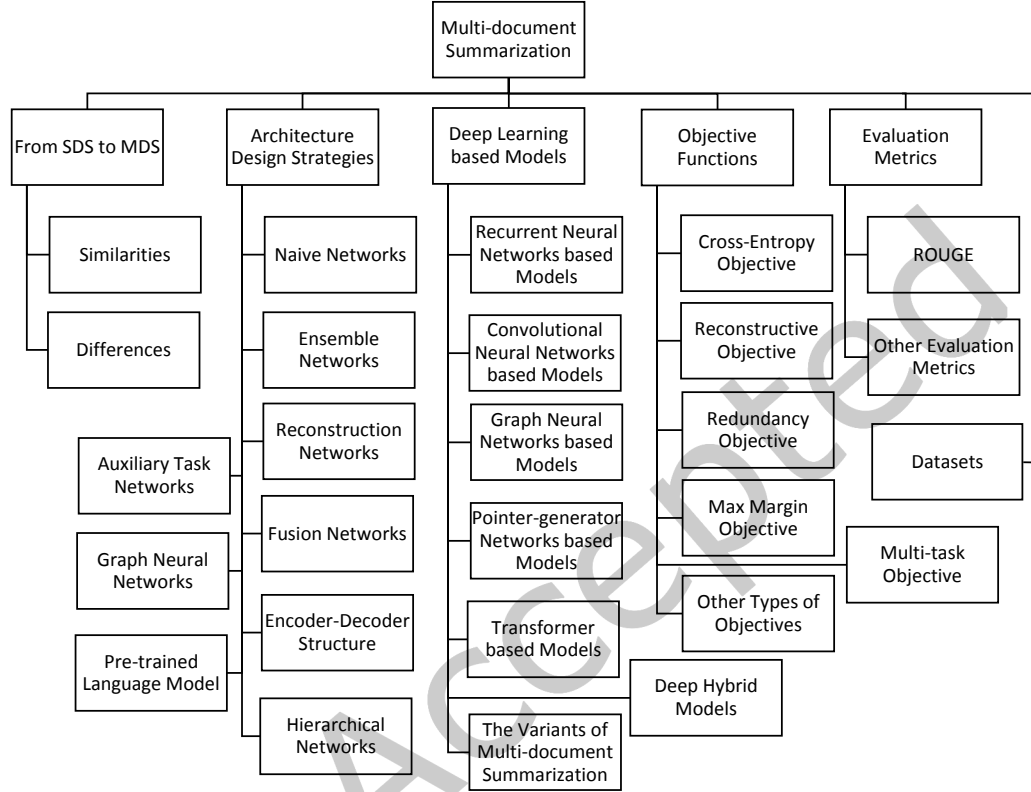 Multi-document
Summarization
From SDS to MDS
Similarities
Differences
Architecture
Design Strategies
Naive Networks
Ensemble
Networks
Reconstruction
Networks
Auxiliary Task
Networks
Fusion Networks
Graph Neural
Networks
Encoder-Decoder
Structure
Pre-trained
Language Model
Hierarchical
Networks
Deep Learning
based Models
Recurrent Neural
Networks based
Models
Convolutional
Neural Networks
based Models
Graph Neural
Networks based
Models
Pointer-generator
Networks based
Models
Transformer
based Models
Deep Hybrid
Models
The Variants of
Multi-document
Summarization
Objective
Functions
Cross-Entropy
Objective
Reconstructive
Objective
Redundancy
Objective
Max Margin
Objective
Multi-task
Objective
Other Types of
Objectives
Evaluation
Metrics
ROUGE
Other Evaluation
Metrics
Datasets
Accepted